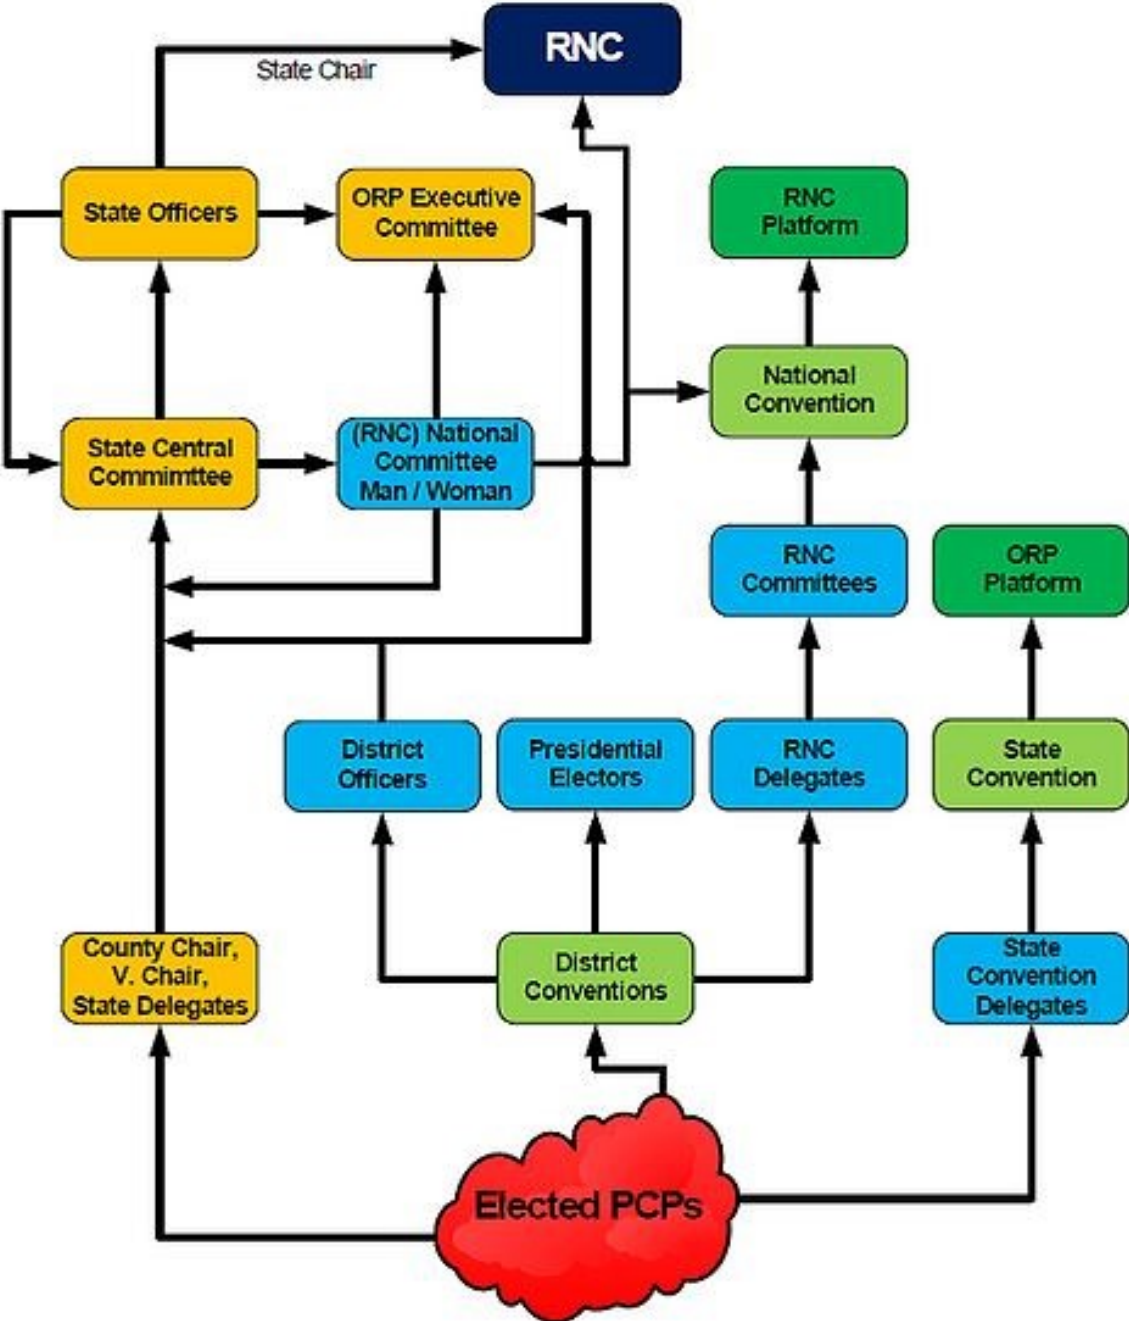 RNC
State Chair
State Officers
ORP Executive
Committee
RNC
Platform
National
Convention
State Central
Commimttee
(RNC) National
Committee
Man / Woman
RNC
Committees
ORP
Platform
District
Officers
Presidential
Electors
RNC
Delegates
State
Convention
County Chair,
V. Chair,
State Delegates
District
Conventions
State
Convention
Delegates
Elected PCPs